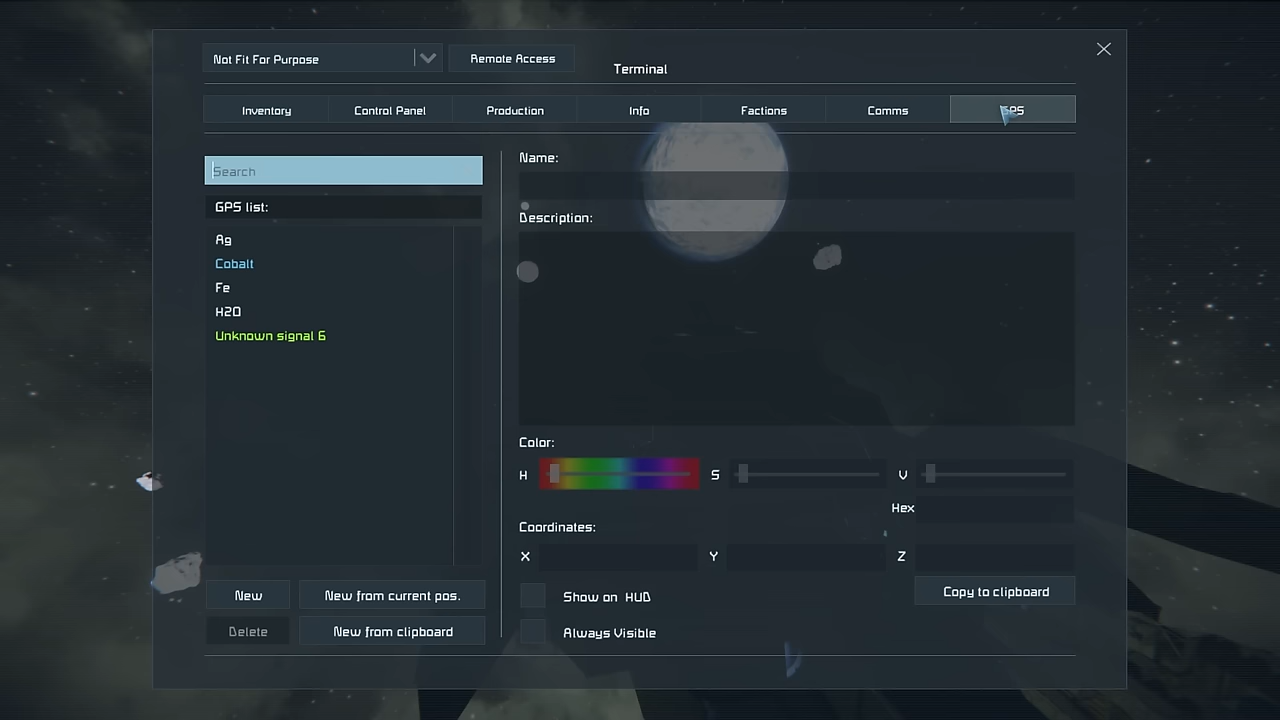 Not Fit For Purpose
Remote Access
Terminal
Inventory
Control Panel
Production
Info
Factions
Comms
GPS
Search
GPS list:
Ag
Cobalt
Fe
H2O
Unknown signal 6
New
New from current pos.
Delete
New from clipboard
Name:
Description:
Color:
H
S
V
Hex
Coordinates:
X
Y
Z
Show on HUD
Copy to clipboard
Always Visible